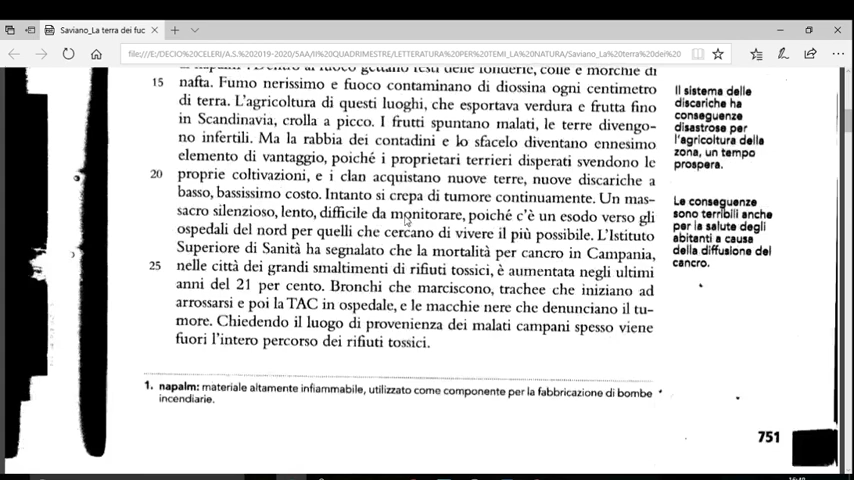 Saviano_La terra dei fuc
file:///E:/DECIO%20CELERI/A.S.%202019-2020/5AA/II%20QUADRIMESTRE/LETTERATURA%20PER%20TEMI_LA%20NATURA/Saviano_La%20terra%20dei%20
Dentro al fuoco gettano resti delle fonderie, colle e morchie di
15 nafta. Fumo nerissimo e fuoco contaminano di diossina ogni centimetro
di terra. L'agricoltura di questi luoghi, che esportava verdura e frutta fino
in Scandinavia, crolla a picco. I frutti spuntano malati, le terre divengo-
no infertili. Ma la rabbia dei contadini e lo sfacelo diventano ennesimo
elemento di vantaggio, poiché i proprietari terrieri disperati svendono le
20 proprie coltivazioni, e i clan acquistano nuove terre, nuove discariche a
basso, bassissimo costo. Intanto si crepa di tumore continuamente. Un mas-
sacro silenzioso, lento, difficile da monitorare, poiché c'è un esodo verso gli
ospedali del nord per quelli che cercano di vivere il più possibile. L'Istituto
Superiore di Sanità ha segnalato che la mortalità per cancro in Campania,
25 nelle città dei grandi smaltimenti di rifiuti tossici, è aumentata negli ultimi
anni del 21 per cento. Bronchi che marciscono, trachee che iniziano ad
arrossarsi e poi la TAC in ospedale, e le macchie nere che denunciano il tu-
more. Chiedendo il luogo di provenienza dei malati campani spesso viene
fuori l'intero percorso dei rifiuti tossici.
Il sistema delle
discariche ha
conseguenze
disastrose per
l'agricoltura della
zona, un tempo
prospera.
Le conseguenze
sono terribili anche
per la salute degli
abitanti a causa
della diffusione del
cancro.
1. napalm: materiale altamente infiammabile, utilizzato come componente per la fabbricazione di bombe
incendiarie.
751